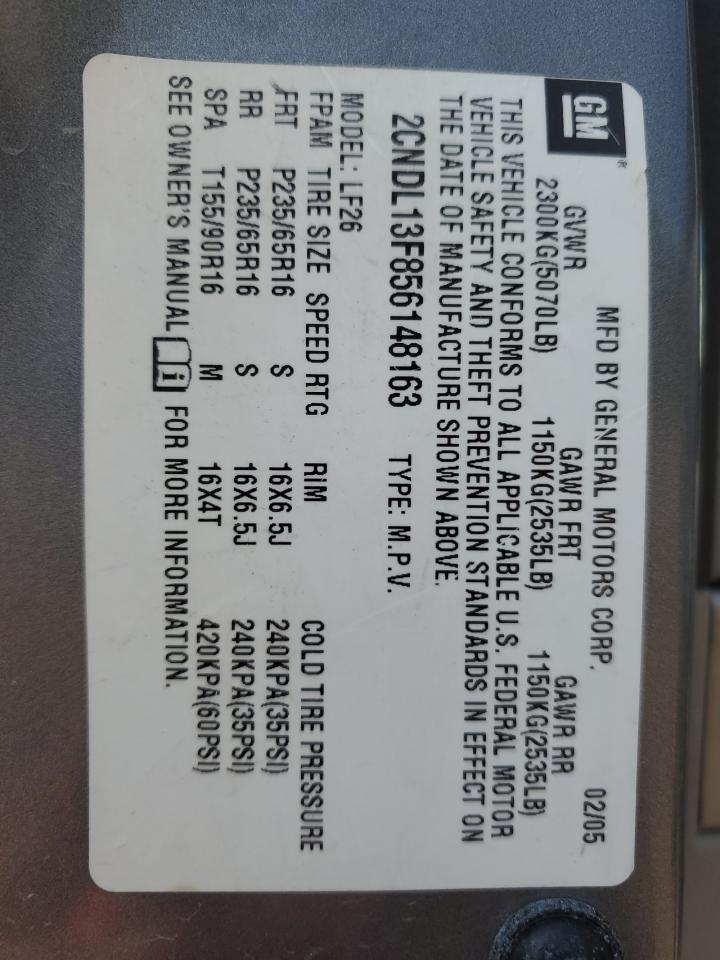 GM
MFD BY GENERAL MOTORS CORP. 02/05
GVWR GAWR FRT GAWR RR
2300KG(5070LB) 1150KG(2535LB) 1150KG(2535LB)
THIS VEHICLE CONFORMS TO ALL APPLICABLE U.S. FEDERAL MOTOR
VEHICLE SAFETY AND THEFT PREVENTION STANDARDS IN EFFECT ON
THE DATE OF MANUFACTURE SHOWN ABOVE.
2CNDL13F856148163 TYPE: M.P.V.
MODEL: LF26
FPAM TIRE SIZE SPEED RTG RIM COLD TIRE PRESSURE
FRT P235/65R16 S 16X6.5J 240KPA(35PSI)
RR P235/65R16 S 16X6.5J 240KPA(35PSI)
SPA T155/90R16 M 16X4T 420KPA(60PSI)
SEE OWNER'S MANUAL i FOR MORE INFORMATION.